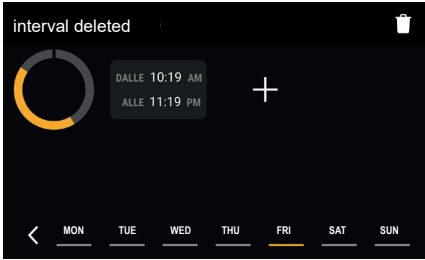 interval deleted
DALLE 10:19 AM
ALLE 11:19 PM
MON TUE WED THU FRI SAT SUN